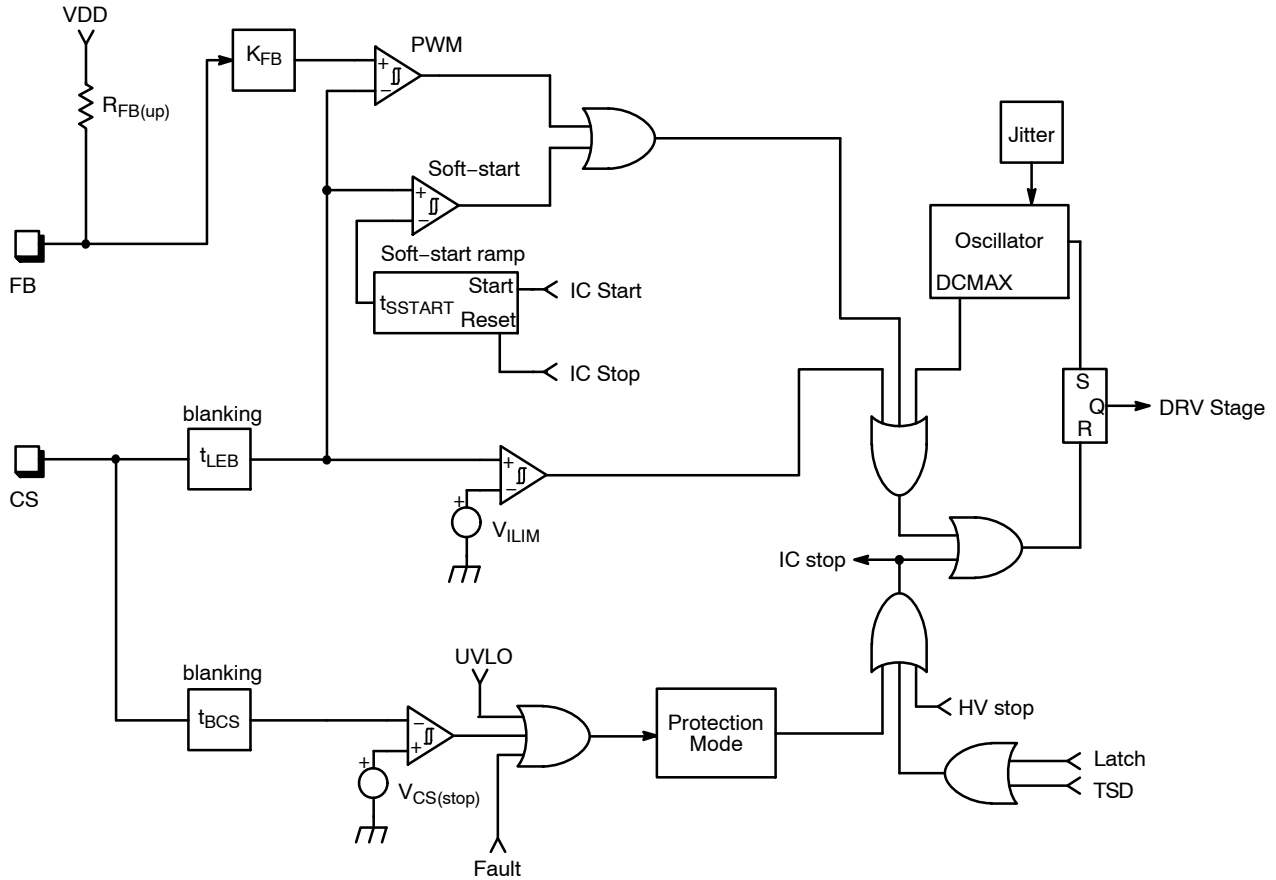 VDD
KFB
PWM
+
−
RFB(up)
Jitter
Soft−start
+
−
Oscillator
DCMAX
FB
Soft−start ramp
tSSTART
Start
Reset
IC Start
IC Stop
S
Q
R
DRV Stage
blanking
tLEB
CS
+
−
+
VILIM
IC stop
UVLO
blanking
tBCS
−
+
+
VCS(stop)
Protection
Mode
HV stop
Latch
TSD
Fault